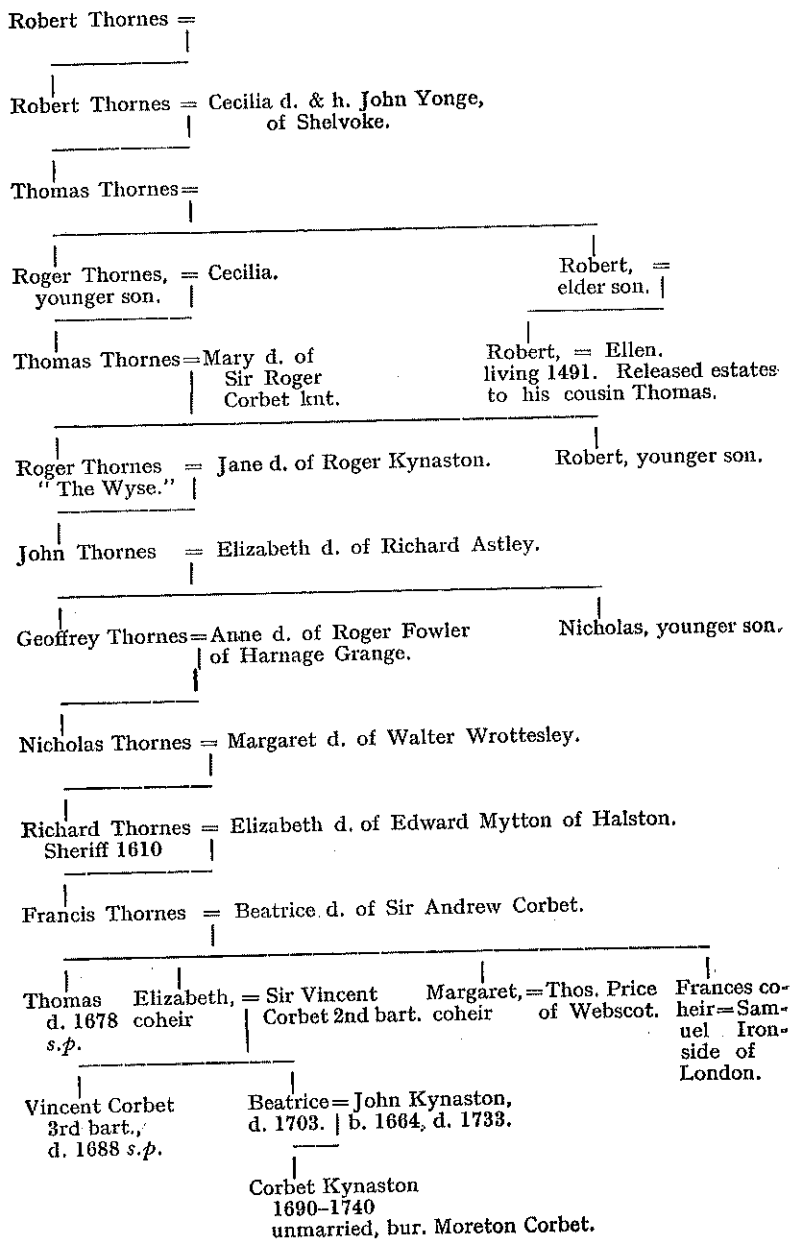 Robert Thornes =
Robert Thornes = Cecilia d. & h. John Yonge,
of Shelvoke.
Thomas Thornes=
Roger Thornes, = Cecilia.
younger son.
Robert, =
elder son.
Thomas Thornes=Mary d. of
Sir Roger
Corbet knt.
Robert, = Ellen.
living 1491. Released estates
to his cousin Thomas.
Roger Thornes = Jane d. of Roger Kynaston.
"The Wyse."
Robert, younger son.
John Thornes = Elizabeth d. of Richard Astley.
Geoffrey Thornes=Anne d. of Roger Fowler
of Harnage Grange.
Nicholas, younger son.
Nicholas Thornes = Margaret d. of Walter Wrottesley.
Richard Thornes = Elizabeth d. of Edward Mytton of Halston.
Sheriff 1610
Francis Thornes = Beatrice d. of Sir Andrew Corbet.
Thomas
d. 1678
s.p.
Elizabeth, = Sir Vincent
coheir Corbet 2nd bart.
Margaret,=Thos. Price
coheir of Webscot.
Frances co-
heir=Sam-
uel Iron-
side of
London.
Vincent Corbet
3rd bart.,
d. 1688 s.p.
Beatrice=John Kynaston,
d. 1703. b. 1664, d. 1733.
Corbet Kynaston
1690–1740
unmarried, bur. Moreton Corbet.